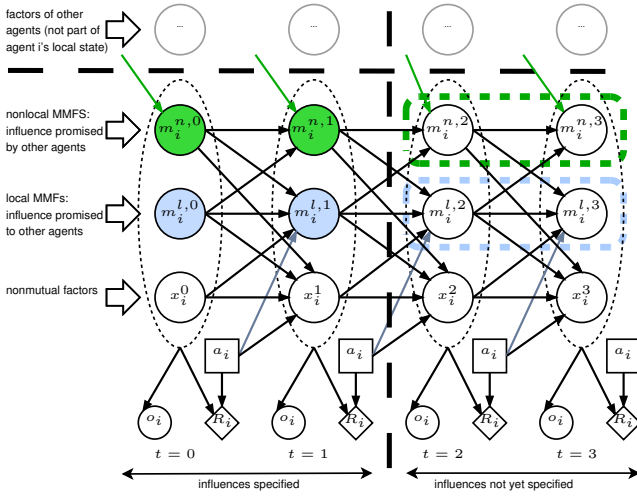 factors of other
agents (not part of
agent i's local state)
... ... ... ...
nonlocal MMFS:
influence promised
by other agents
m_i^{n,0} m_i^{n,1} m_i^{n,2} m_i^{n,3}
local MMFs:
influence promised
to other agents
m_i^{l,0} m_i^{l,1} m_i^{l,2} m_i^{l,3}
nonmutual factors
x_i^0 x_i^1 x_i^2 x_i^3
a_i a_i a_i a_i
o_i R_i o_i R_i o_i R_i o_i R_i
t = 0 t = 1 t = 2 t = 3
influences specified influences not yet specified